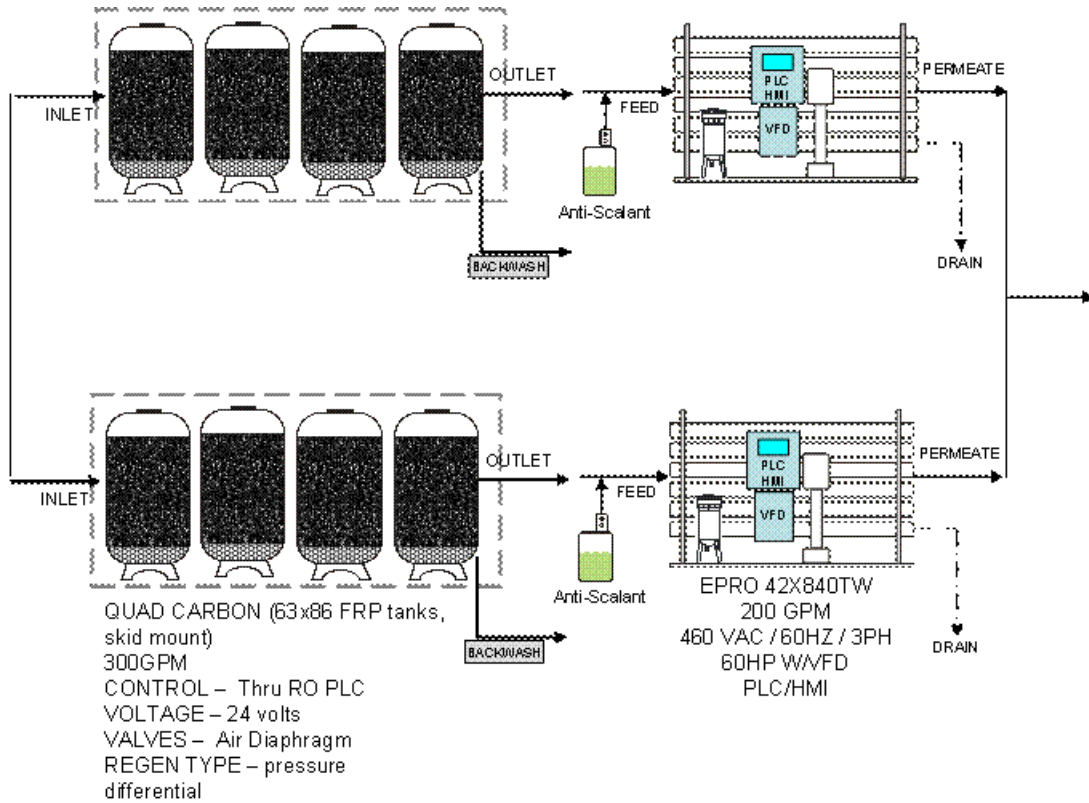 INLET
OUTLET
BACKWASH
FEED
Anti-Scalant
PLC
HMI
VFD
PERMEATE
DRAIN
INLET
OUTLET
BACKWASH
FEED
Anti-Scalant
PLC
HMI
VFD
PERMEATE
DRAIN
QUAD CARBON (63x86 FRP tanks,
skid mount)
300GPM
CONTROL – Thru RO PLC
VOLTAGE – 24 volts
VALVES – Air Diaphragm
REGEN TYPE – pressure
differential
EPRO 42X840TW
200 GPM
460 VAC / 60HZ / 3PH
60HP W/VFD
PLC/HMI